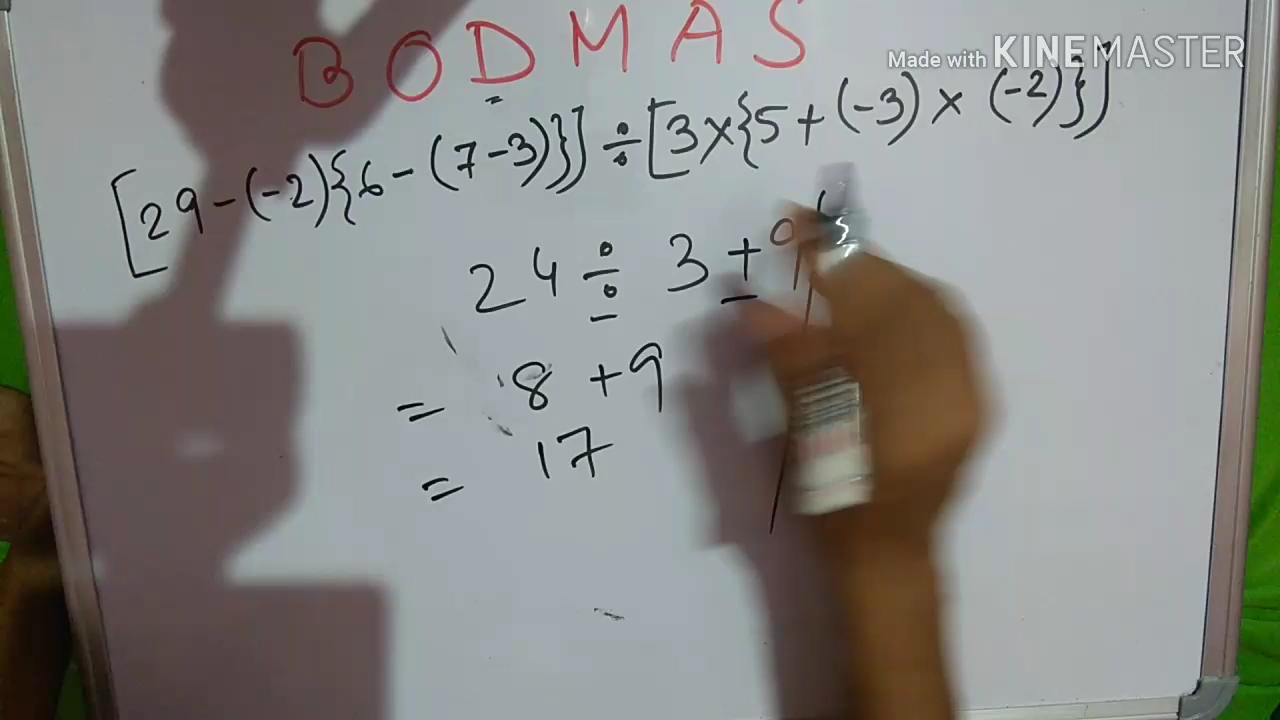 BODMAS
Made with KINEMASTER
[29-(-2){6-(7-3)}]÷[3×{5+(-3)×(-2)}]
24÷3+9
= 8+9
= 17